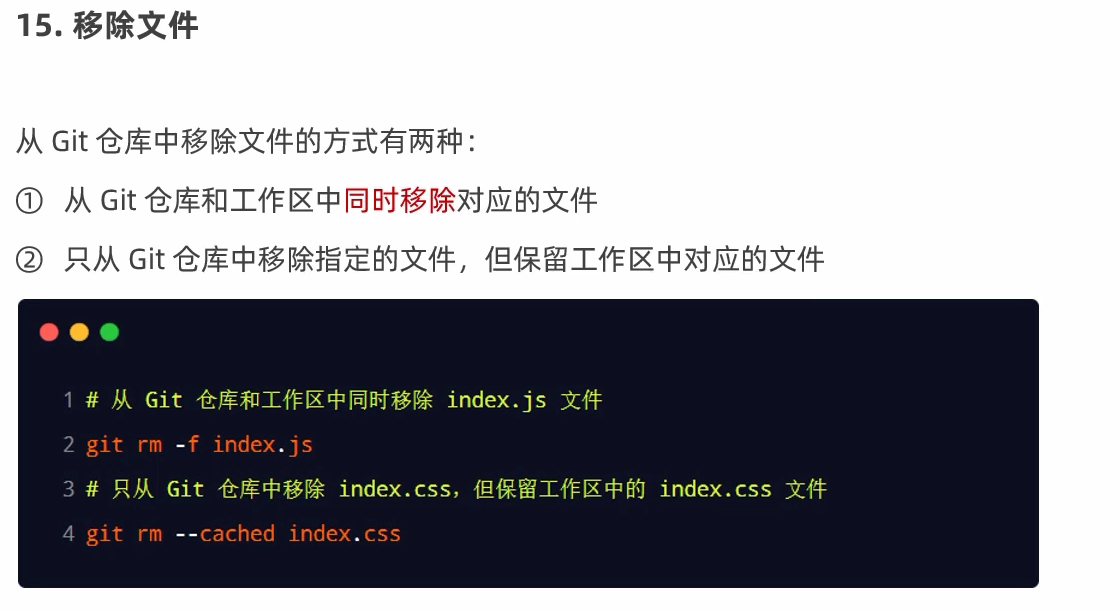 15. 移除文件
从 Git 仓库中移除文件的方式有两种：
① 从 Git 仓库和工作区中同时移除对应的文件
② 只从 Git 仓库中移除指定的文件，但保留工作区中对应的文件
1 # 从 Git 仓库和工作区中同时移除 index.js 文件
2 git rm -f index.js
3 # 只从 Git 仓库中移除 index.css，但保留工作区中的 index.css 文件
4 git rm --cached index.css